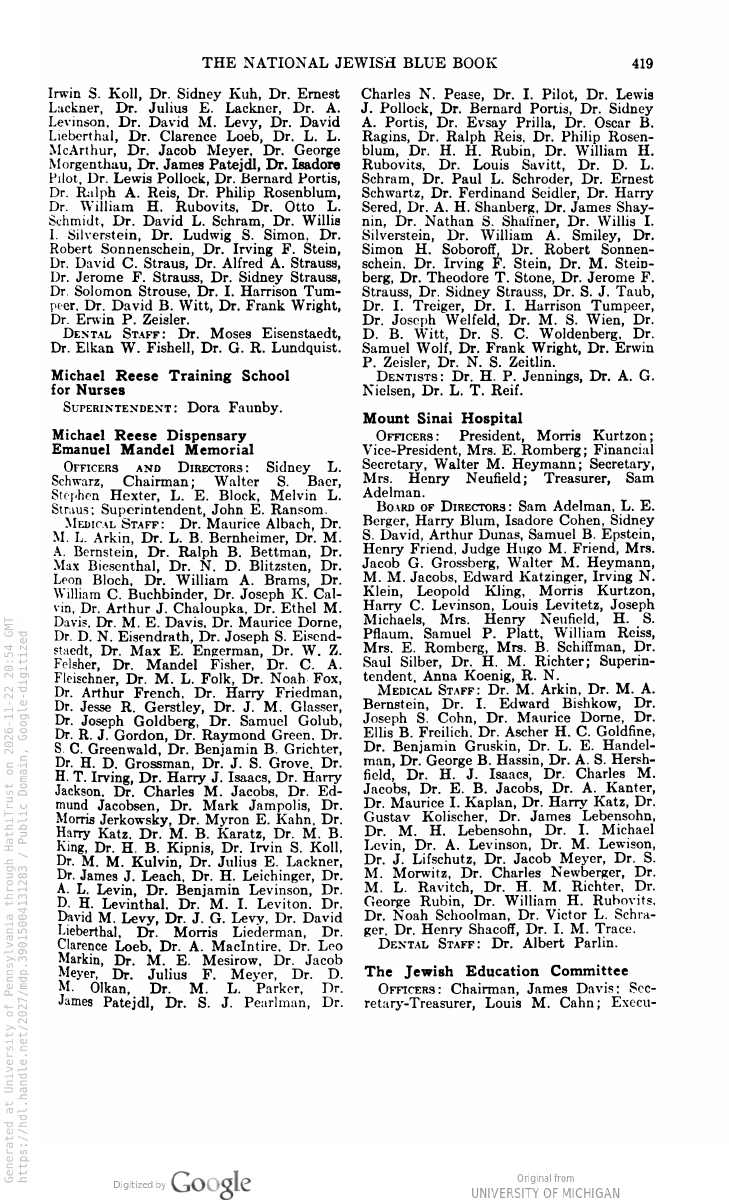 THE NATIONAL JEWISH BLUE BOOK 419
Irwin S. Koll, Dr. Sidney Kuh, Dr. Ernest
Lackner, Dr. Julius E. Lackner, Dr. A.
Levinson, Dr. David M. Levy, Dr. David
Lieberthal, Dr. Clarence Loeb, Dr. L. L.
McArthur, Dr. Jacob Meyer, Dr. George
Morgenthau, Dr. James Patejdl, Dr. Isadore
Pilot, Dr. Lewis Pollock, Dr. Bernard Portis,
Dr. Ralph A. Reis, Dr. Philip Rosenblum,
Dr. William H. Rubovits, Dr. Otto L.
Schmidt, Dr. David L. Schram, Dr. Willis
I. Silverstein, Dr. Ludwig S. Simon, Dr.
Robert Sonnenschein, Dr. Irving F. Stein,
Dr. David C. Straus, Dr. Alfred A. Strauss,
Dr. Jerome F. Strauss, Dr. Sidney Strauss,
Dr. Solomon Strouse, Dr. I. Harrison Tum-
peer, Dr. David B. Witt, Dr. Frank Wright,
Dr. Erwin P. Zeisler.
DENTAL STAFF: Dr. Moses Eisenstaedt,
Dr. Elkan W. Fishell, Dr. G. R. Lundquist.
Michael Reese Training School
for Nurses
SUPERINTENDENT: Dora Faunby.
Michael Reese Dispensary
Emanuel Mandel Memorial
OFFICERS AND DIRECTORS: Sidney L.
Schwarz, Chairman; Walter S. Baer,
Stephen Hexter, L. E. Block, Melvin L.
Straus; Superintendent, John E. Ransom.
MEDICAL STAFF: Dr. Maurice Albach, Dr.
M. L. Arkin, Dr. L. B. Bernheimer, Dr. M.
A. Bernstein, Dr. Ralph B. Bettman, Dr.
Max Biesenthal, Dr. N. D. Blitzsten, Dr.
Leon Bloch, Dr. William A. Brams, Dr.
William C. Buchbinder, Dr. Joseph K. Cal-
vin, Dr. Arthur J. Chaloupka, Dr. Ethel M.
Davis, Dr. M. E. Davis, Dr. Maurice Dorne,
Dr. D. N. Eisendrath, Dr. Joseph S. Eisend-
staedt, Dr. Max E. Engerman, Dr. W. Z.
Felsher, Dr. Mandel Fisher, Dr. C. A.
Fleischner, Dr. M. L. Folk, Dr. Noah Fox,
Dr. Arthur French, Dr. Harry Friedman,
Dr. Jesse R. Gerstley, Dr. J. M. Glasser,
Dr. Joseph Goldberg, Dr. Samuel Golub,
Dr. R. J. Gordon, Dr. Raymond Green, Dr.
S. C. Greenwald, Dr. Benjamin B. Grichter,
Dr. H. D. Grossman, Dr. J. S. Grove, Dr.
H. T. Irving, Dr. Harry J. Isaacs, Dr. Harry
Jackson, Dr. Charles M. Jacobs, Dr. Ed-
mund Jacobsen, Dr. Mark Jampolis, Dr.
Morris Jerkowsky, Dr. Myron E. Kahn, Dr.
Harry Katz, Dr. M. B. Karatz, Dr. M. B.
King, Dr. H. B. Kipnis, Dr. Irvin S. Koll,
Dr. M. M. Kulvin, Dr. Julius E. Lackner,
Dr. James J. Leach, Dr. H. Leichinger, Dr.
A. L. Levin, Dr. Benjamin Levinson, Dr.
D. H. Levinthal, Dr. M. I. Leviton, Dr.
David M. Levy, Dr. J. G. Levy, Dr. David
Lieberthal, Dr. Morris Liederman, Dr.
Clarence Loeb, Dr. A. MacIntire, Dr. Leo
Markin, Dr. M. E. Mesirow, Dr. Jacob
Meyer, Dr. Julius F. Meyer, Dr. D.
M. Olkan, Dr. M. L. Parker, Dr.
James Patejdl, Dr. S. J. Pearlman, Dr.
Charles N. Pease, Dr. I. Pilot, Dr. Lewis
J. Pollock, Dr. Bernard Portis, Dr. Sidney
A. Portis, Dr. Evsay Prilla, Dr. Oscar B.
Ragins, Dr. Ralph Reis, Dr. Philip Rosen-
blum, Dr. H. H. Rubin, Dr. William H.
Rubovits, Dr. Louis Savitt, Dr. D. L.
Schram, Dr. Paul L. Schroder, Dr. Ernest
Schwartz, Dr. Ferdinand Seidler, Dr. Harry
Sered, Dr. A. H. Shanberg, Dr. James Shay-
nin, Dr. Nathan S. Shaffner, Dr. Willis I.
Silverstein, Dr. William A. Smiley, Dr.
Simon H. Soboroff, Dr. Robert Sonnen-
schein, Dr. Irving F. Stein, Dr. M. Stein-
berg, Dr. Theodore T. Stone, Dr. Jerome F.
Strauss, Dr. Sidney Strauss, Dr. S. J. Taub,
Dr. I. Treiger, Dr. I. Harrison Tumpeer,
Dr. Joseph Welfeld, Dr. M. S. Wien, Dr.
D. B. Witt, Dr. S. C. Woldenberg, Dr.
Samuel Wolf, Dr. Frank Wright, Dr. Erwin
P. Zeisler, Dr. N. S. Zeitlin.
DENTISTS: Dr. H. P. Jennings, Dr. A. G.
Nielsen, Dr. L. T. Reif.
Mount Sinai Hospital
OFFICERS: President, Morris Kurtzon;
Vice-President, Mrs. E. Romberg; Financial
Secretary, Walter M. Heymann; Secretary,
Mrs. Henry Neufield; Treasurer, Sam
Adelman.
BOARD OF DIRECTORS: Sam Adelman, L. E.
Berger, Harry Blum, Isadore Cohen, Sidney
S. David, Arthur Dunas, Samuel B. Epstein,
Henry Friend, Judge Hugo M. Friend, Mrs.
Jacob G. Grossberg, Walter M. Heymann,
M. M. Jacobs, Edward Katzinger, Irving N.
Klein, Leopold Kling, Morris Kurtzon,
Harry C. Levinson, Louis Levitetz, Joseph
Michaels, Mrs. Henry Neufield, H. S.
Pflaum, Samuel P. Platt, William Reiss,
Mrs. E. Romberg, Mrs. B. Schiffman, Dr.
Saul Silber, Dr. H. M. Richter; Superin-
tendent, Anna Koenig, R. N.
MEDICAL STAFF: Dr. M. Arkin, Dr. M. A.
Bernstein, Dr. I. Edward Bishkow, Dr.
Joseph S. Cohn, Dr. Maurice Dorne, Dr.
Ellis B. Freilich, Dr. Ascher H. C. Goldfine,
Dr. Benjamin Gruskin, Dr. L. E. Handel-
man, Dr. George B. Hassin, Dr. A. S. Hersh-
field, Dr. H. J. Isaacs, Dr. Charles M.
Jacobs, Dr. E. B. Jacobs, Dr. A. Kanter,
Dr. Maurice I. Kaplan, Dr. Harry Katz, Dr.
Gustav Kolischer, Dr. James Lebensohn,
Dr. M. H. Lebensohn, Dr. I. Michael
Levin, Dr. A. Levinson, Dr. M. Lewison,
Dr. J. Lifschutz, Dr. Jacob Meyer, Dr. S.
M. Morwitz, Dr. Charles Newberger, Dr.
M. L. Ravitch, Dr. H. M. Richter, Dr.
George Rubin, Dr. William H. Rubovits,
Dr. Noah Schoolman, Dr. Victor L. Schra-
ger, Dr. Henry Shacoff, Dr. I. M. Trace.
DENTAL STAFF: Dr. Albert Parlin.
The Jewish Education Committee
OFFICERS: Chairman, James Davis; Sec-
retary-Treasurer, Louis M. Cahn; Execu-
Generated at University of Pennsylvania through HathiTrust on 2026-11-22 20:54 GMT
https://hdl.handle.net/2027/mdp.39015004131283 / Public Domain, Google-digitized
Digitized by Google
Original from
UNIVERSITY OF MICHIGAN